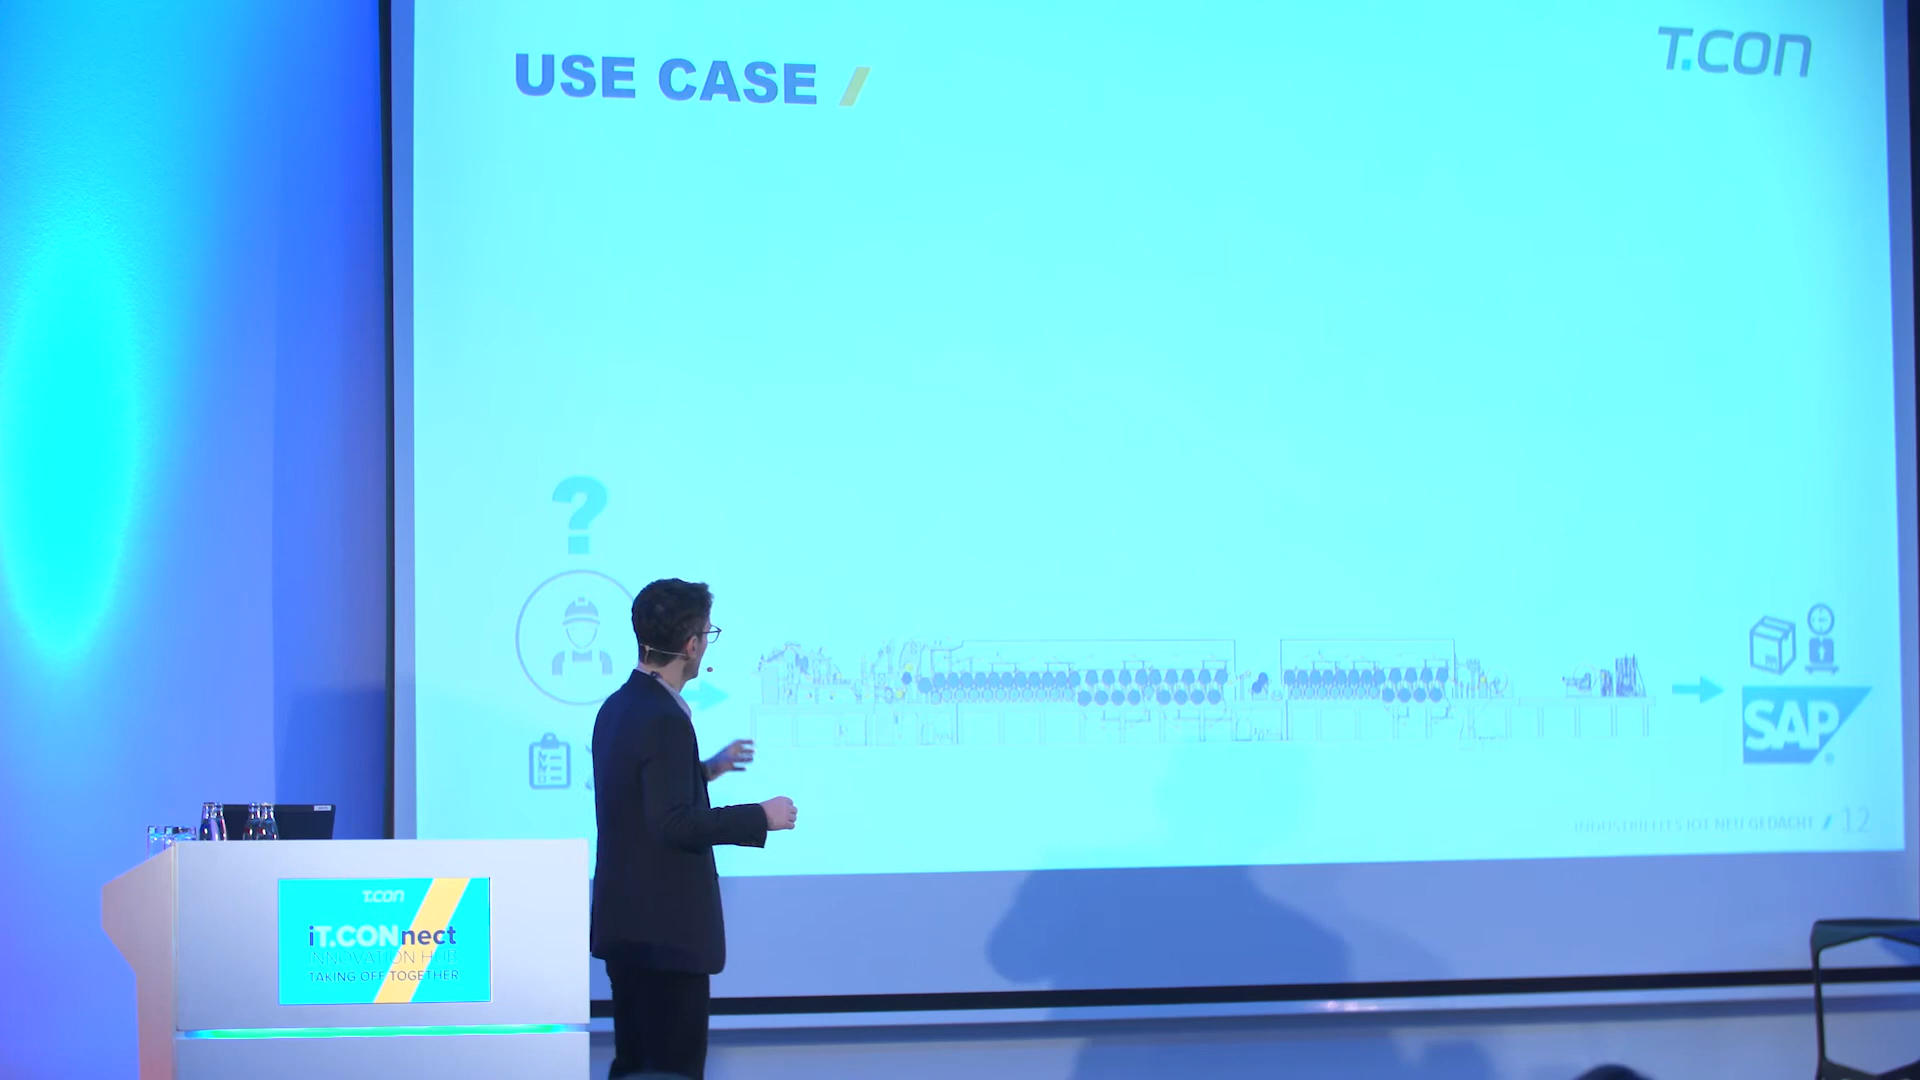 USE CASE /
T.CON
?
SAP
®
INDUSTRIELLES IOT NEU GEDACHT / 12
T.CON
iT.CONnect
INNOVATION HUB
TAKING OFF TOGETHER